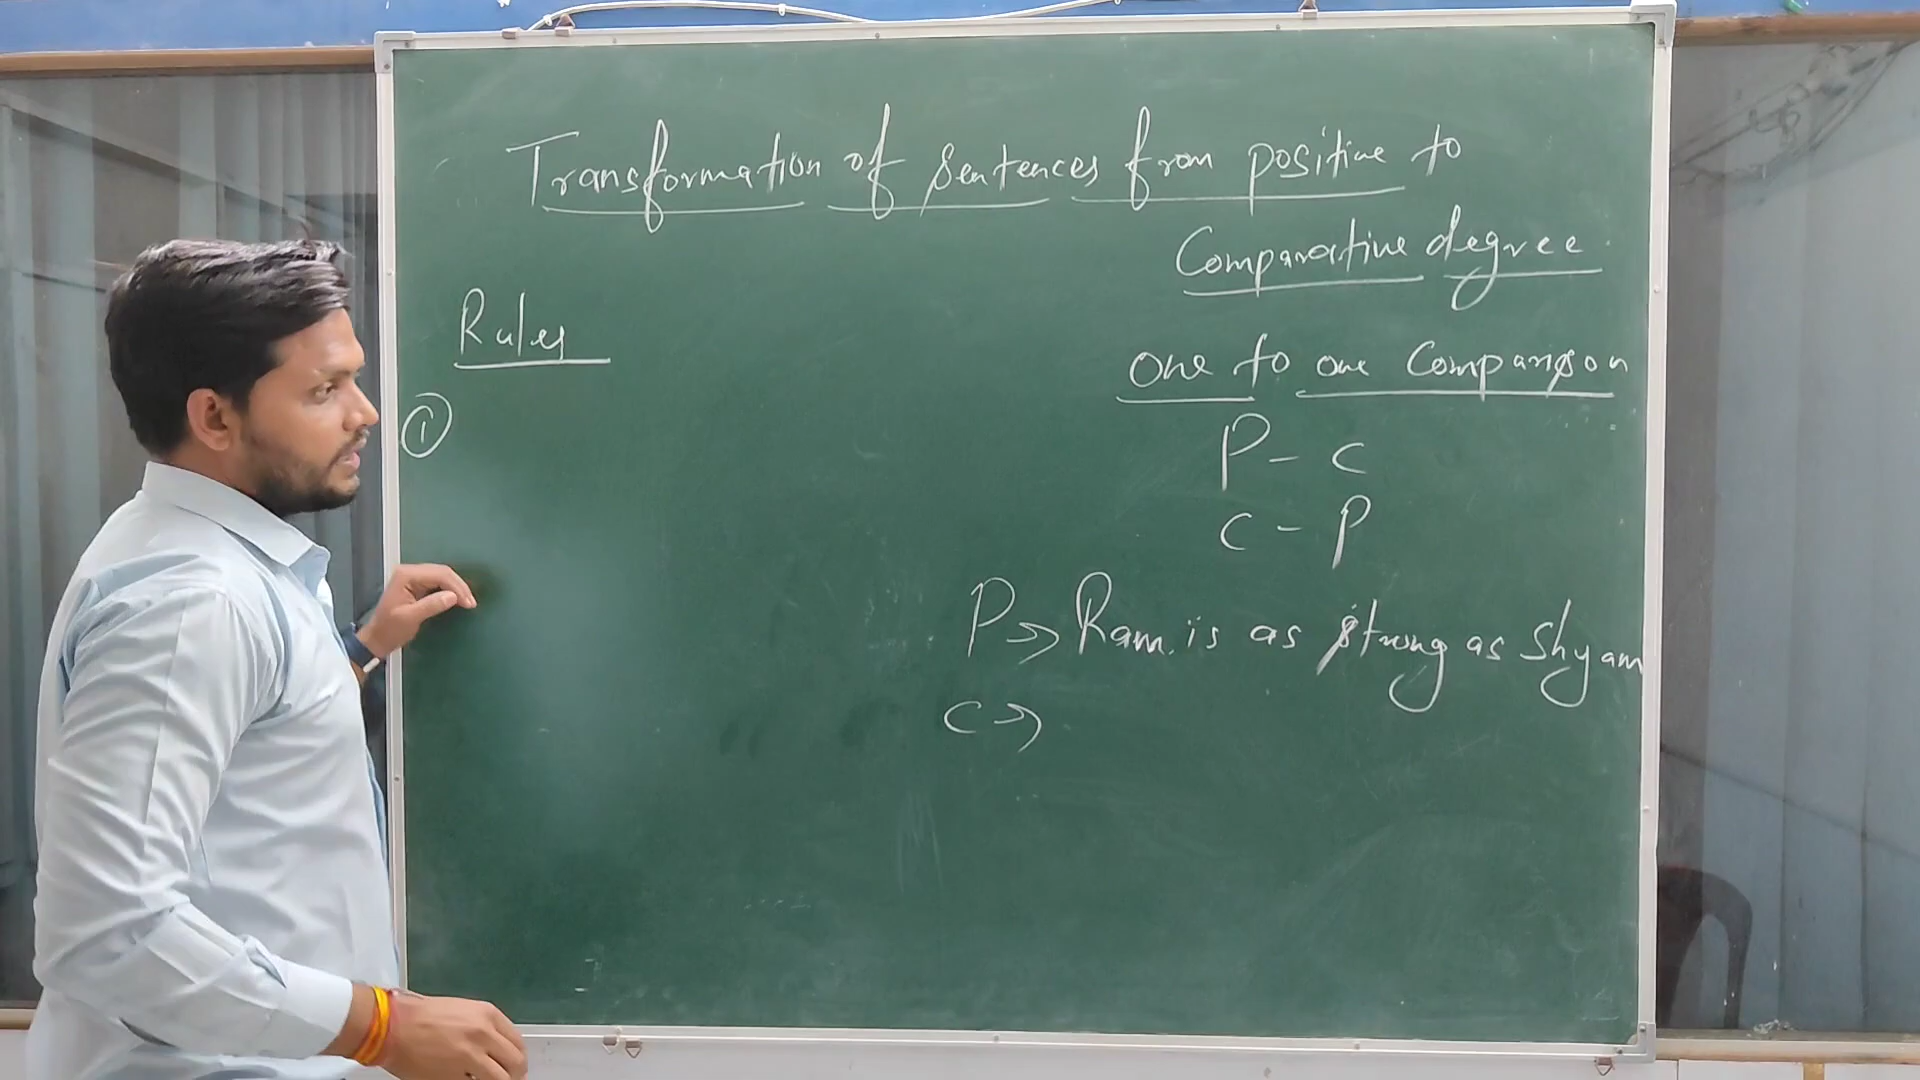 Transformation of sentences from positive to
Comparative degree
Rules
①
one to one Comparison
P - C
C - P
P → Ram is as strong as Shyam
C →